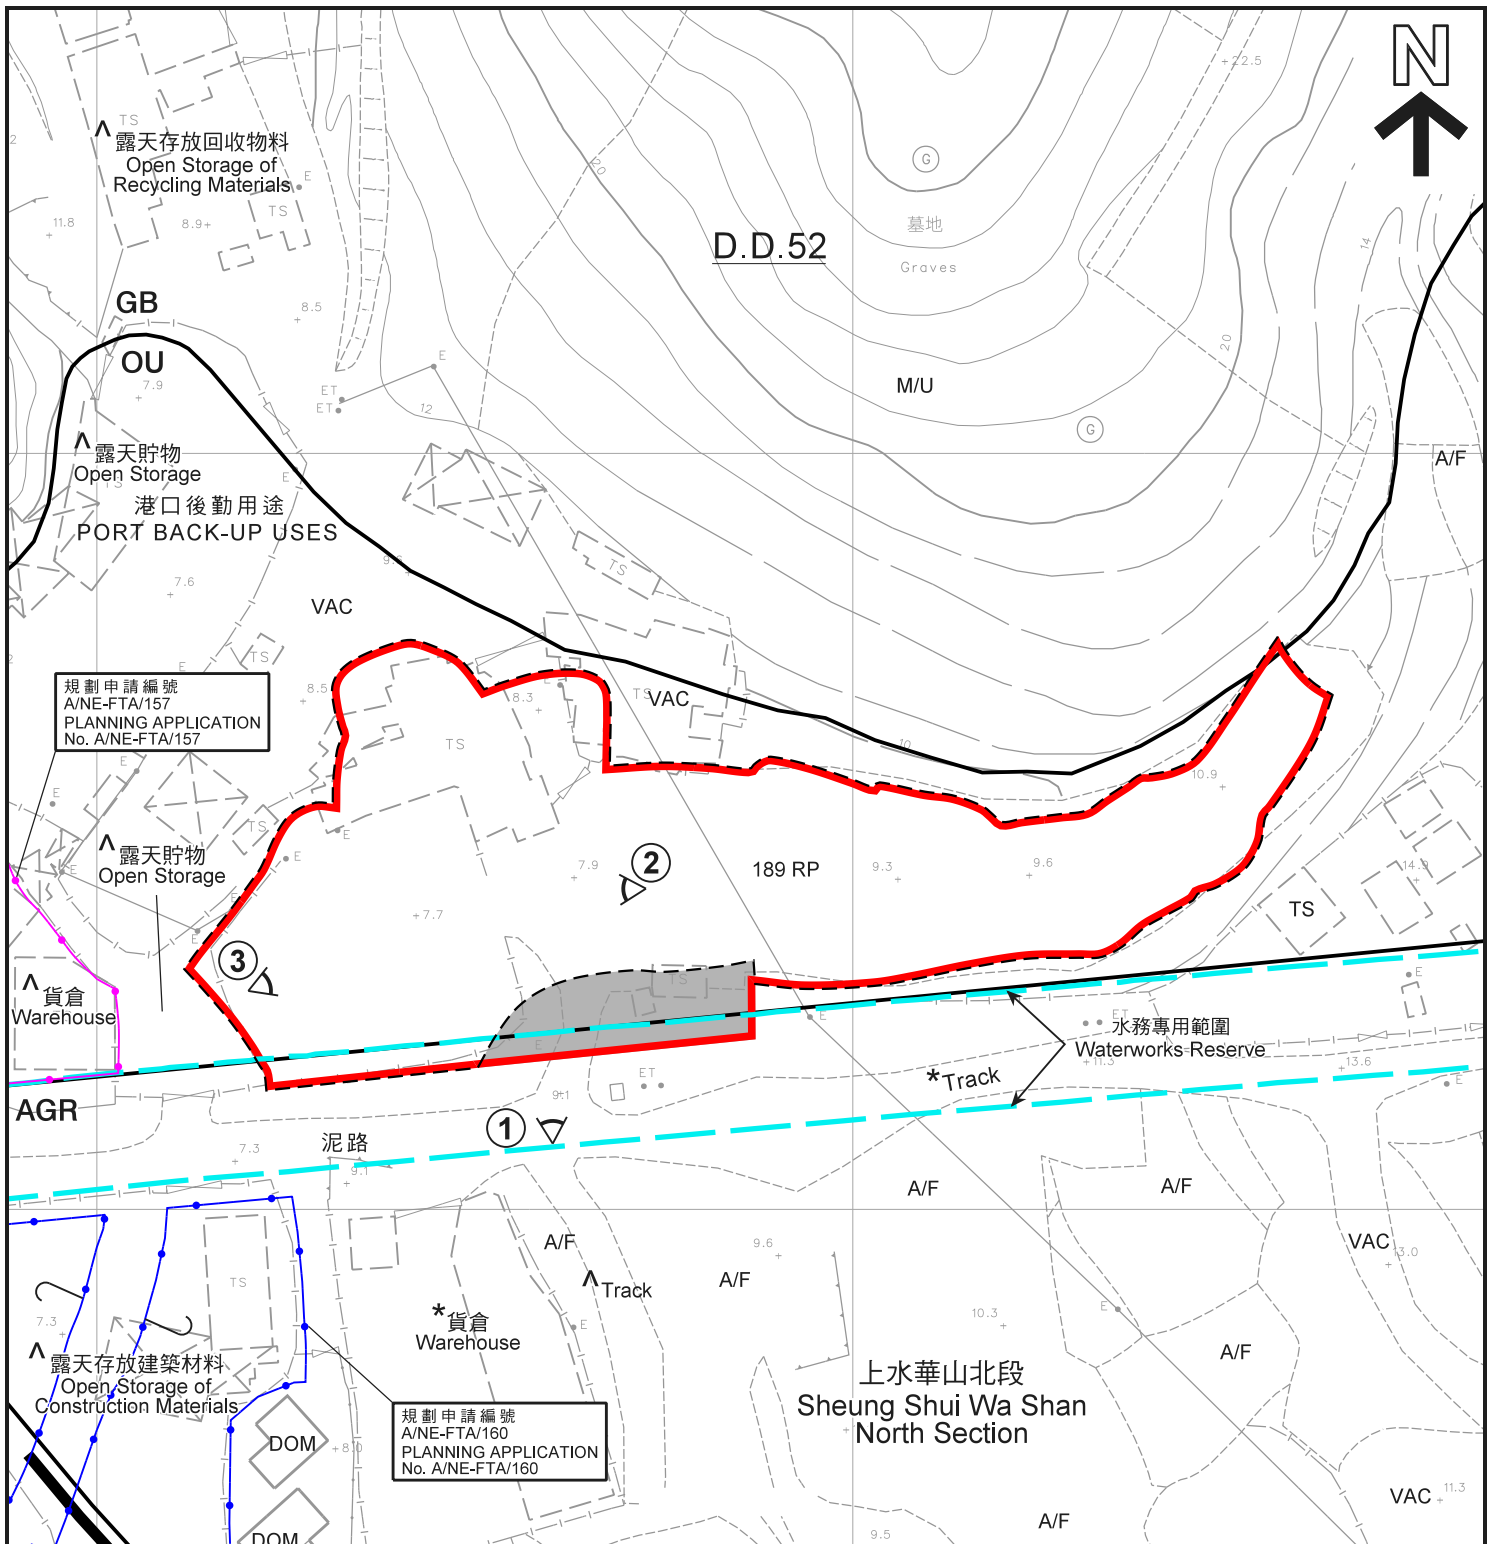 N
22.5
TS
^
露天存放回收物料
Open Storage of
Recycling Materials
E
TS
11.8
8.9
20
G
D.D.52
墓地
Graves
14
GB
OU
8.5
7.9
E
ET
ET
12
20
M/U
G
A/F
^
露天貯物
Open Storage
TS
E
港口後勤用途
PORT BACK-UP USES
7.6
VAC
TS
TS
E
規劃申請編號
A/NE-FTA/157
PLANNING APPLICATION
No. A/NE-FTA/157
8.5
8.3
E
TS
VAC
TS
10
10.9
E
E
TS
E
^
露天貯物
Open Storage
E
E
7.9
2
189 RP
9.3
9.6
14.9
7.7
TS
3
E
E
^
貨倉
Warehouse
TS
E
E
ET
水務專用範圍
Waterworks Reserve
11.3
13.6
E
*Track
ET
9.1
AGR
1
泥路
7.3
9.1
A/F
A/F
A/F
9.6
A/F
VAC
13.0
TS
^
Track
*
貨倉
Warehouse
E
10.3
E
A/F
7.3
^
露天存放建築材料
Open Storage of
Construction Materials
上水華山北段
Sheung Shui Wa Shan
North Section
規劃申請編號
A/NE-FTA/160
PLANNING APPLICATION
No. A/NE-FTA/160
DOM
8.0
VAC
11.3
A/F
9.5
DOM